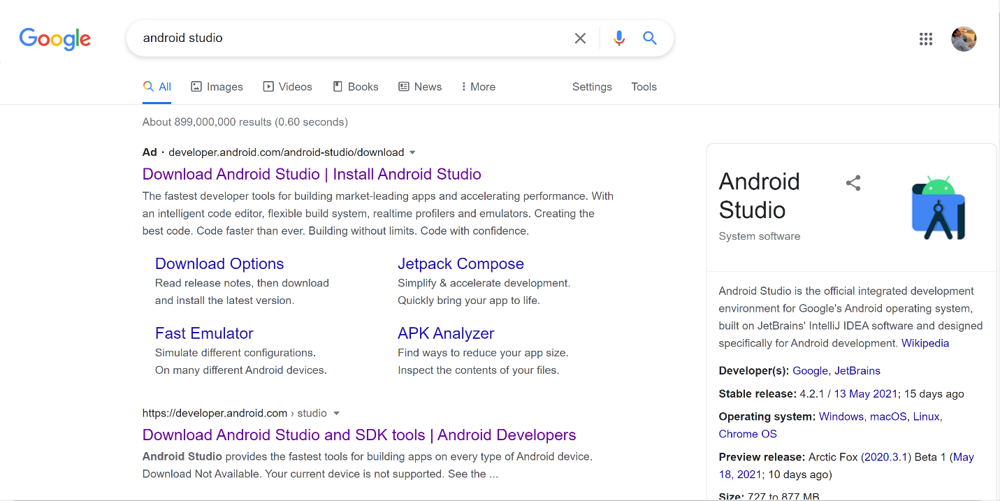 Google
android studio
All
Images
Videos
Books
News
More
Settings
Tools
About 899,000,000 results (0.60 seconds)
Ad · developer.android.com/android-studio/download
Download Android Studio | Install Android Studio
The fastest developer tools for building market-leading apps and accelerating performance. With
an intelligent code editor, flexible build system, realtime profilers and emulators. Creating the
best code. Code faster than ever. Building without limits. Code with confidence.
Download Options
Read release notes, then download
and install the latest version.
Jetpack Compose
Simplify & accelerate development.
Quickly bring your app to life.
Fast Emulator
Simulate different configurations.
On many different Android devices.
APK Analyzer
Find ways to reduce your app size.
Inspect the contents of your files.
https://developer.android.com › studio
Download Android Studio and SDK tools | Android Developers
Android Studio provides the fastest tools for building apps on every type of Android device.
Download Not Available. Your current device is not supported. See the ...
Android
Studio
System software
Android Studio is the official integrated development
environment for Google's Android operating system,
built on JetBrains' IntelliJ IDEA software and designed
specifically for Android development. Wikipedia
Developer(s): Google, JetBrains
Stable release: 4.2.1 / 13 May 2021; 15 days ago
Operating system: Windows, macOS, Linux,
Chrome OS
Preview release: Arctic Fox (2020.3.1) Beta 1 (May
18, 2021; 10 days ago)
Size: 727 to 877 MB